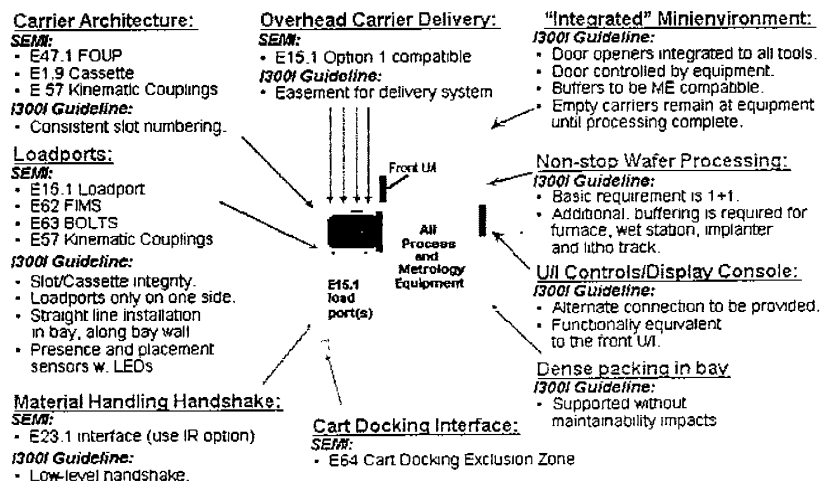 Carrier Architecture:
SEMI:
• E47.1 FOUP
• E1.9 Cassette
• E 57 Kinematic Couplings
I300I Guideline:
• Consistent slot numbering.
Loadports:
SEMI:
• E15.1 Loadport
• E62 FIMS
• E63 BOLTS
• E57 Kinematic Couplings
I300I Guideline:
• Slot/Cassette integrity.
• Loadports only on one side.
• Straight line installation
in bay, along bay wall
• Presence and placement
sensors w. LEDs
Material Handling Handshake:
SEMI:
• E23.1 interface (use IR option)
I300I Guideline:
• Low-level handshake.
Overhead Carrier Delivery:
SEMI:
• E15.1 Option 1 compatible
I300I Guideline:
• Easement for delivery system
Front U/I
All
Process
and
Metrology
Equipment
E15.1
load
port(s)
Cart Docking Interface:
SEMI:
• E64 Cart Docking Exclusion Zone
"Integrated" Minienvironment:
I300I Guideline:
• Door openers integrated to all tools.
• Door controlled by equipment.
• Buffers to be ME compatible.
• Empty carriers remain at equipment
until processing complete.
Non-stop Wafer Processing:
I300I Guideline:
• Basic requirement is 1+1.
• Additional. buffering is required for
furnace, wet station, implanter
and litho track.
U/I Controls/Display Console:
I300I Guideline:
• Alternate connection to be provided.
• Functionally equivalent
to the front U/I.
Dense packing in bay
I300I Guideline:
• Supported without
maintainability impacts